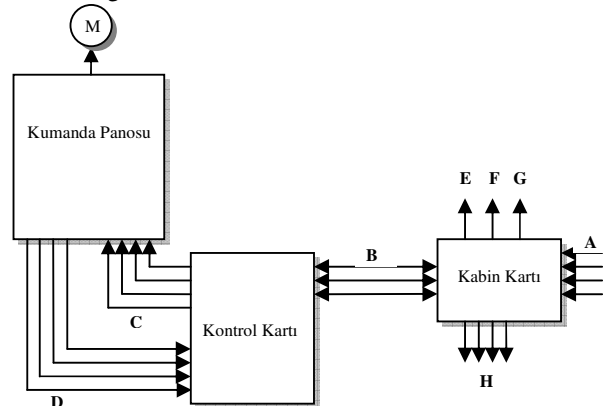 M
Kumanda Panosu
E F G
A
B
Kabin Kartı
C
Kontrol Kartı
H
D